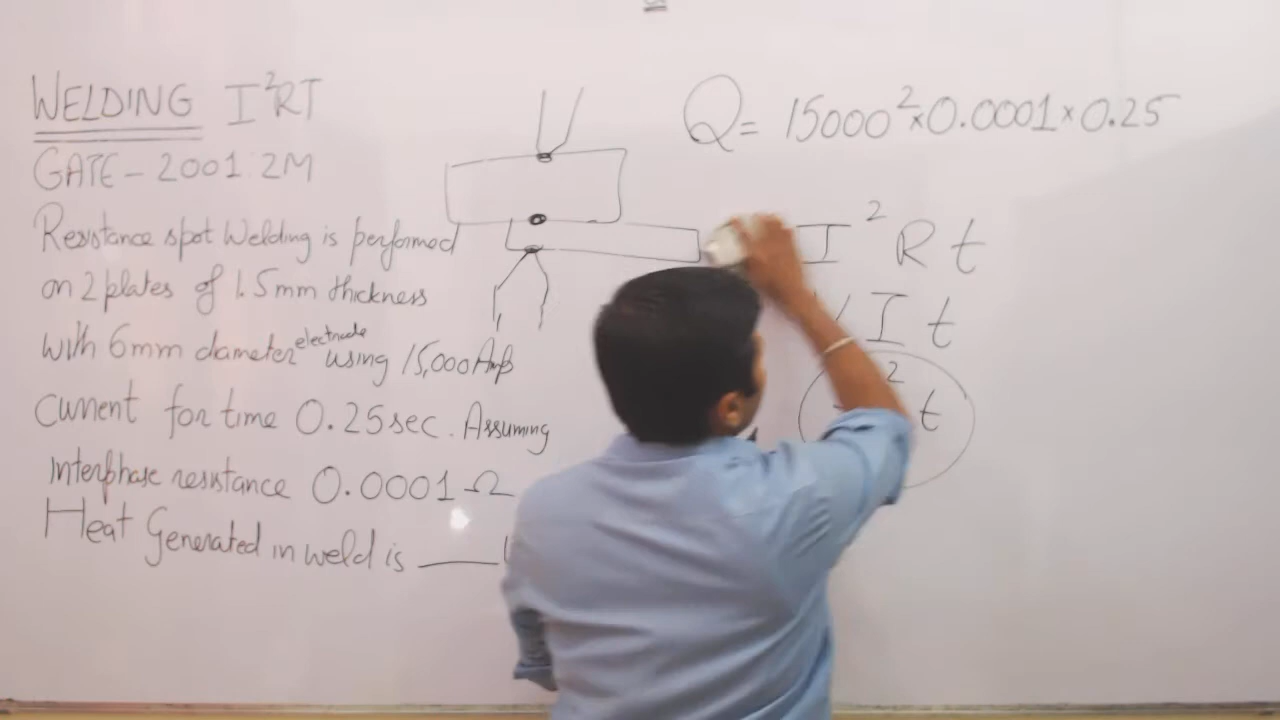 WELDING I²RT
GATE - 2001 2M
Resistance spot Welding is performed
on 2 plates of 1.5mm thickness
with 6mm diameter electrode using 15,000 Amp
current for time 0.25 sec. Assuming
Interphase resistance 0.0001 Ω
Heat Generated in weld is ___
Q = 15000² × 0.0001 × 0.25
I² R t
I t
² t